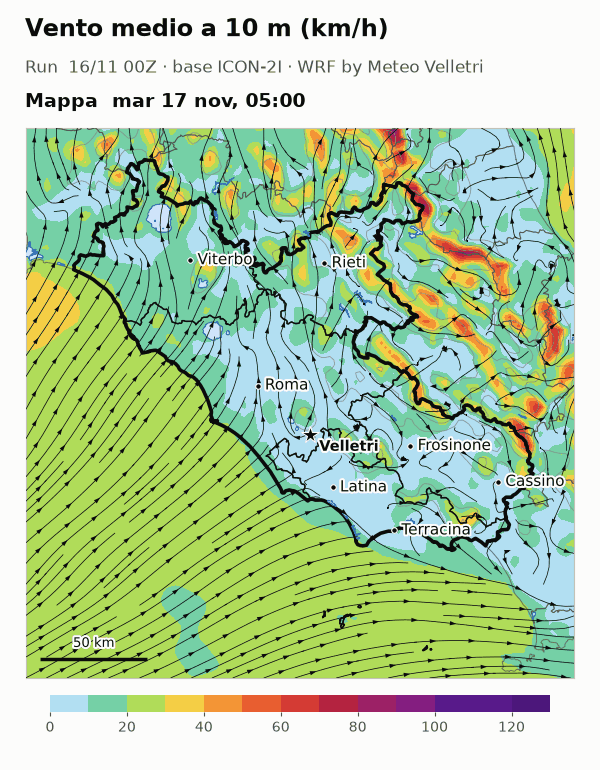 Vento medio a 10 m (km/h)
Run  16/11 00Z · base ICON-2I · WRF by Meteo Velletri
Mappa  mar 17 nov, 05:00
Viterbo
Rieti
Roma
Velletri
Frosinone
Cassino
Latina
Terracina
50 km
0 20 40 60 80 100 120